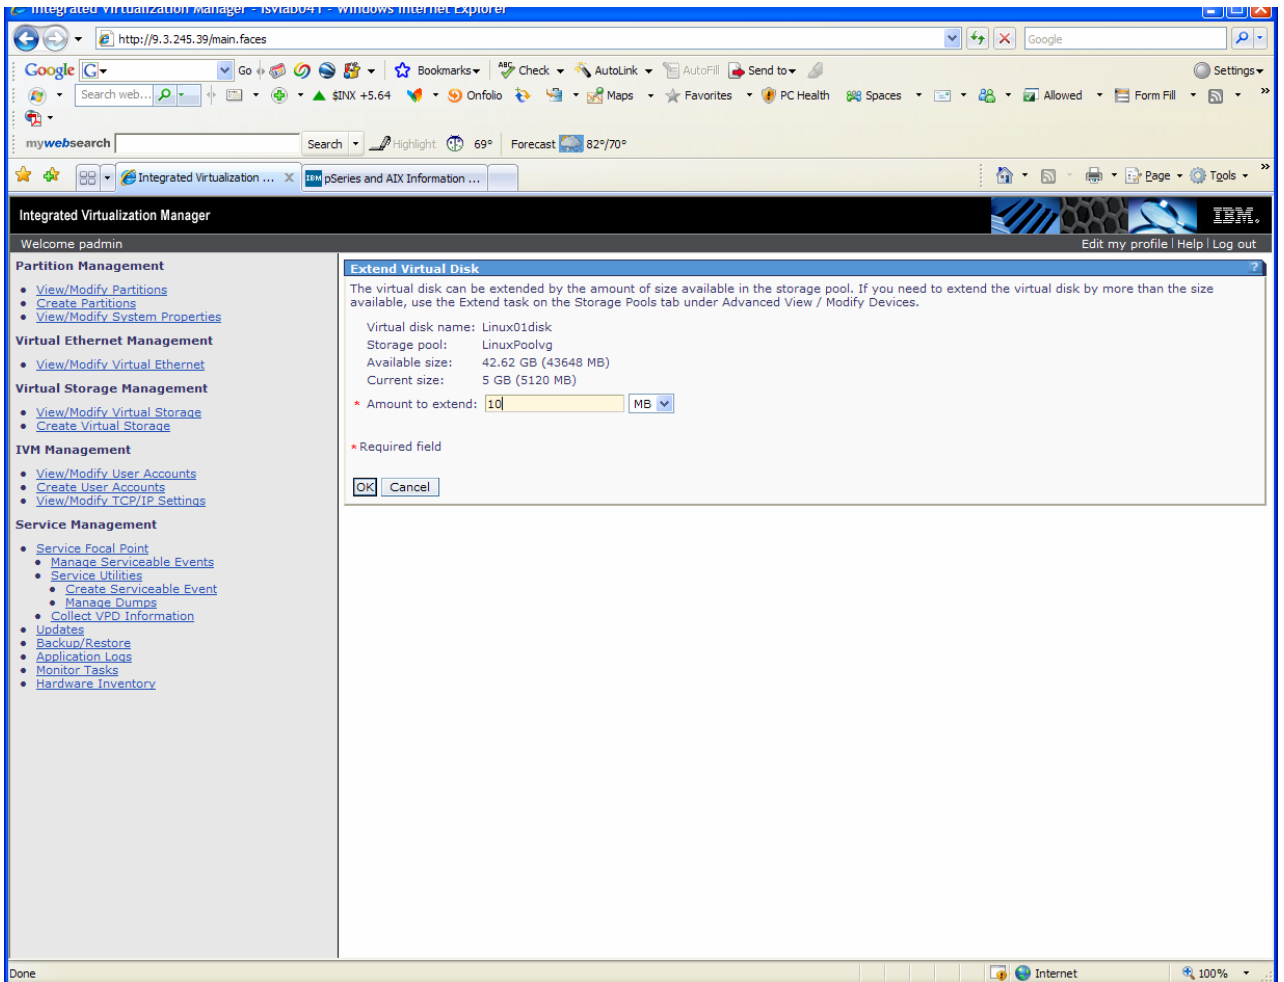 Integrated Virtualization Manager - isvlab041 - Windows Internet Explorer
http://9.3.245.39/main.faces
Google
Google G Go Bookmarks ABC Check AutoLink AutoFill Send to Settings
Search web... $INX +5.64 Onfolio Maps Favorites PC Health Spaces Allowed Form Fill »
mywebsearch Search Highlight 69° Forecast 82°/70°
Integrated Virtualization ... X IBM pSeries and AIX Information ... Page Tools »
Integrated Virtualization Manager IBM.
Welcome padmin Edit my profile | Help | Log out
Partition Management
View/Modify Partitions
Create Partitions
View/Modify System Properties
Virtual Ethernet Management
View/Modify Virtual Ethernet
Virtual Storage Management
View/Modify Virtual Storage
Create Virtual Storage
IVM Management
View/Modify User Accounts
Create User Accounts
View/Modify TCP/IP Settings
Service Management
Service Focal Point
Manage Serviceable Events
Service Utilities
Create Serviceable Event
Manage Dumps
Collect VPD Information
Updates
Backup/Restore
Application Logs
Monitor Tasks
Hardware Inventory
Extend Virtual Disk ?
The virtual disk can be extended by the amount of size available in the storage pool. If you need to extend the virtual disk by more than the size
available, use the Extend task on the Storage Pools tab under Advanced View / Modify Devices.
Virtual disk name: Linux01disk
Storage pool: LinuxPoolvg
Available size: 42.62 GB (43648 MB)
Current size: 5 GB (5120 MB)
* Amount to extend: 10 MB
* Required field
OK Cancel
Done Internet 100%